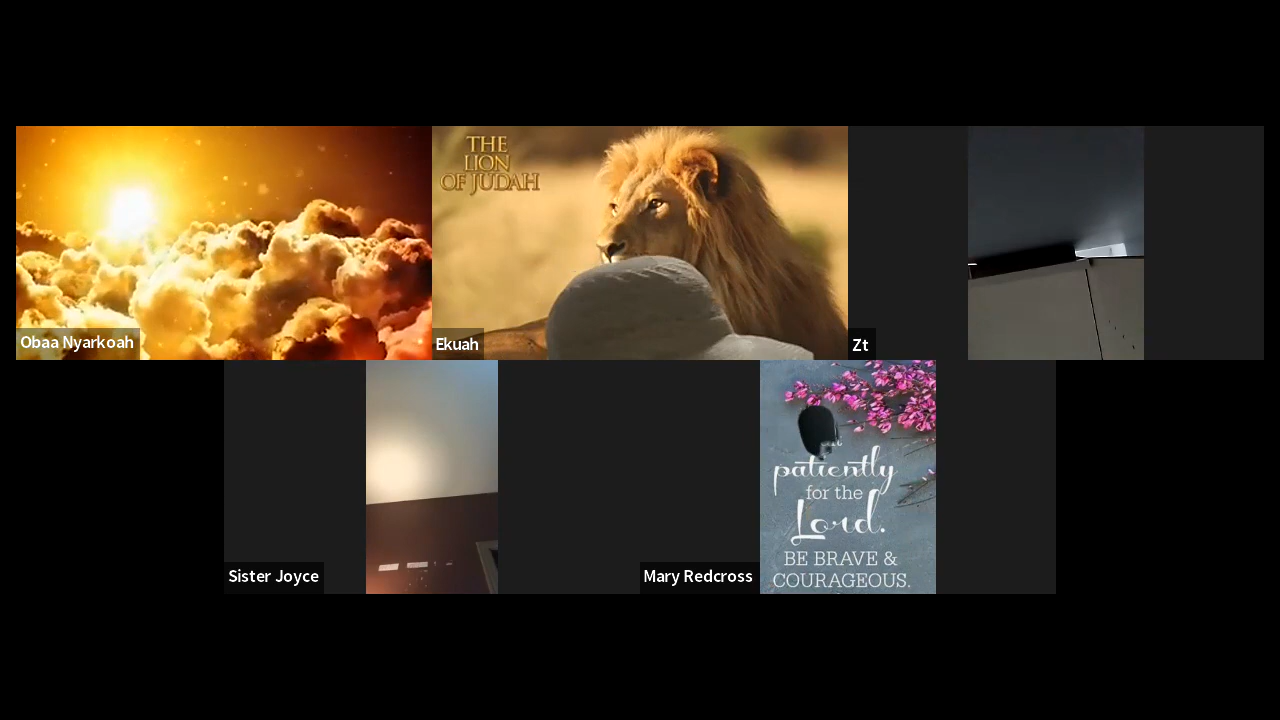 THE
LION
OF JUDAH
Obaa Nyarkoah
Ekuah
Zt
Sister Joyce
Mary Redcross
patiently
for the
Lord.
BE BRAVE &
COURAGEOUS.